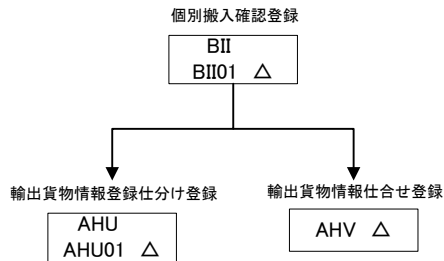 個別搬入確認登録
BII
BII01 △
輸出貨物情報登録仕分け登録
AHU
AHU01 △
輸出貨物情報仕合せ登録
AHV △